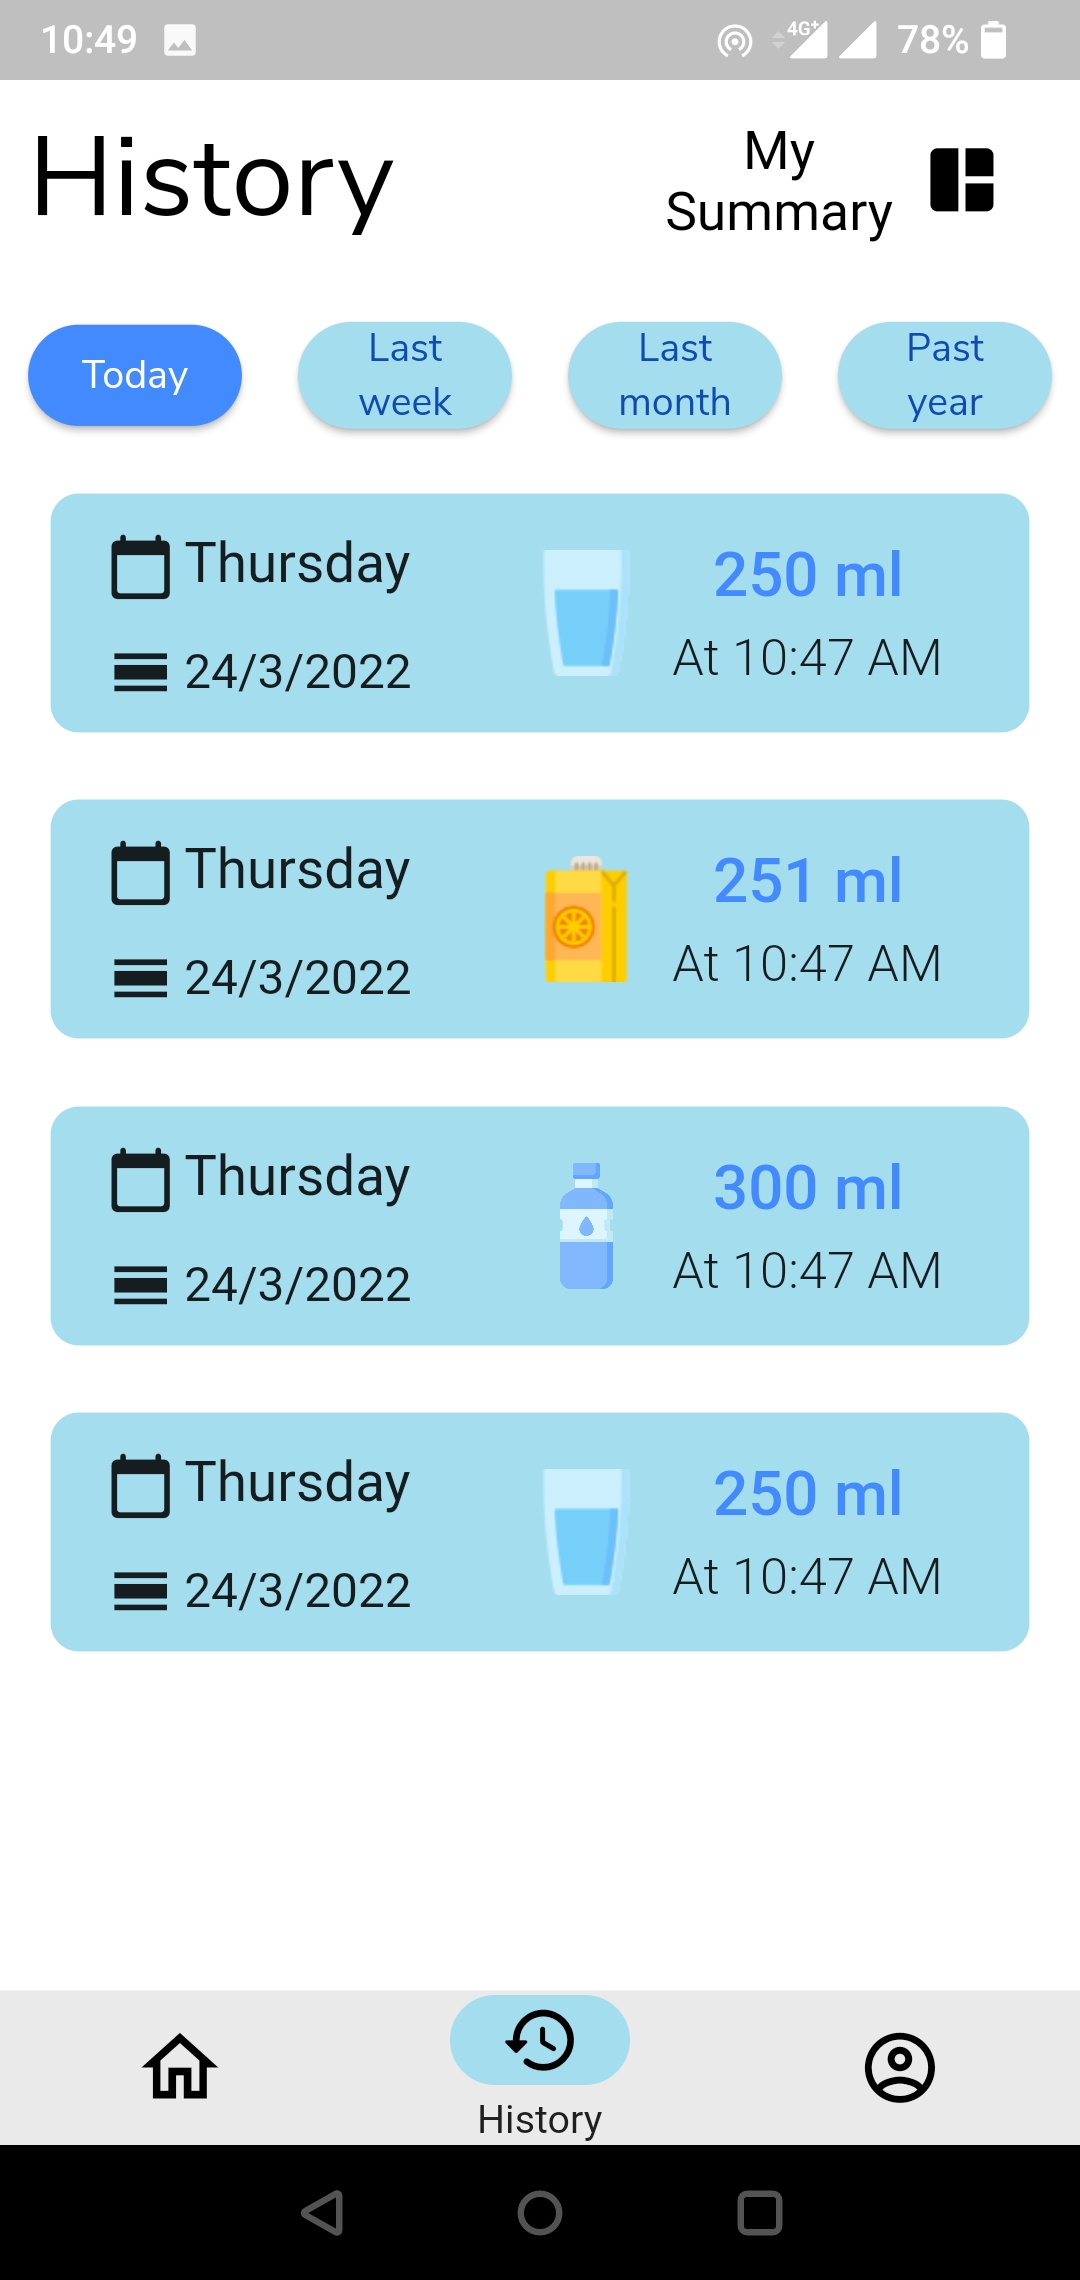 10:49
4G+
78%
History
My
Summary
Today
Last
week
Last
month
Past
year
Thursday
24/3/2022
250 ml
At 10:47 AM
Thursday
24/3/2022
251 ml
At 10:47 AM
Thursday
24/3/2022
300 ml
At 10:47 AM
Thursday
24/3/2022
250 ml
At 10:47 AM
History